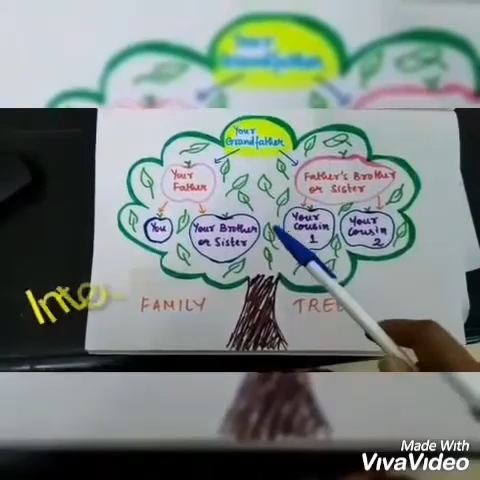 Your
Grandfather
Your
Father
Father's Brother
or Sister
You
Your Brother
or Sister
Your
Cousin
1
Your
Cousin
2
Inte
FAMILY TREE
Made With
VivaVideo